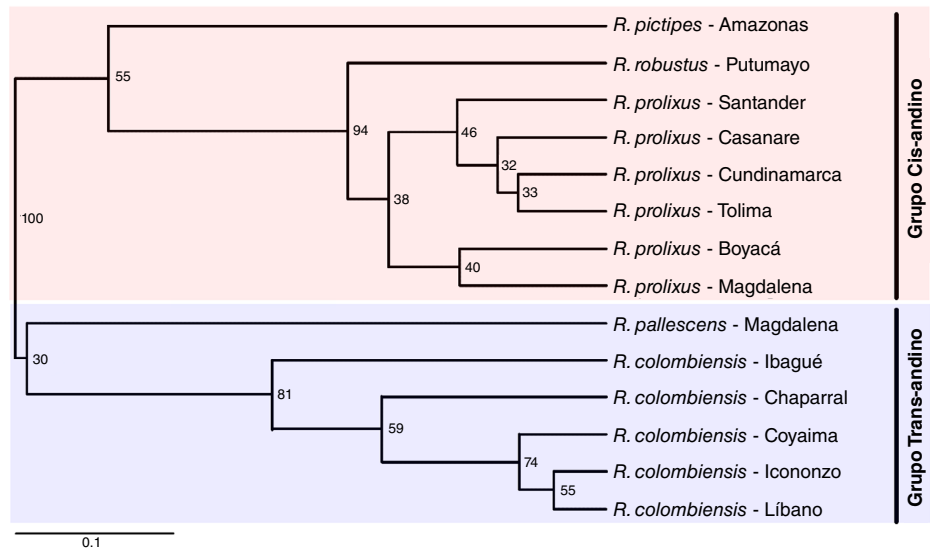 R. pictipes - Amazonas
55
R. robustus - Putumayo
94
R. prolixus - Santander
46
R. prolixus - Casanare
32
R. prolixus - Cundinamarca
33
R. prolixus - Tolima
38
100
R. prolixus - Boyacá
40
R. prolixus - Magdalena
Grupo Cis-andino
R. pallescens - Magdalena
30
R. colombiensis - Ibagué
81
R. colombiensis - Chaparral
59
R. colombiensis - Coyaima
74
R. colombiensis - Icononzo
55
R. colombiensis - Líbano
Grupo Trans-andino
0.1